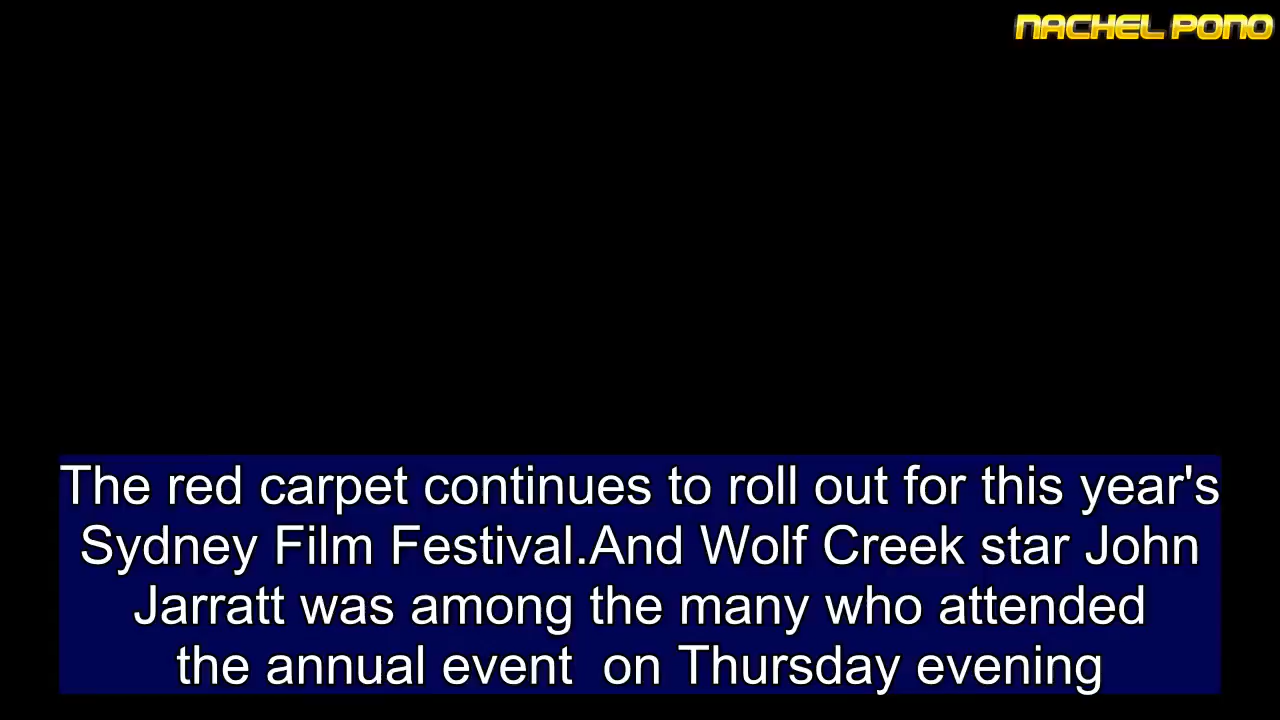 NACHEL PONO
The red carpet continues to roll out for this year's
Sydney Film Festival.And Wolf Creek star John
Jarratt was among the many who attended
the annual event  on Thursday evening